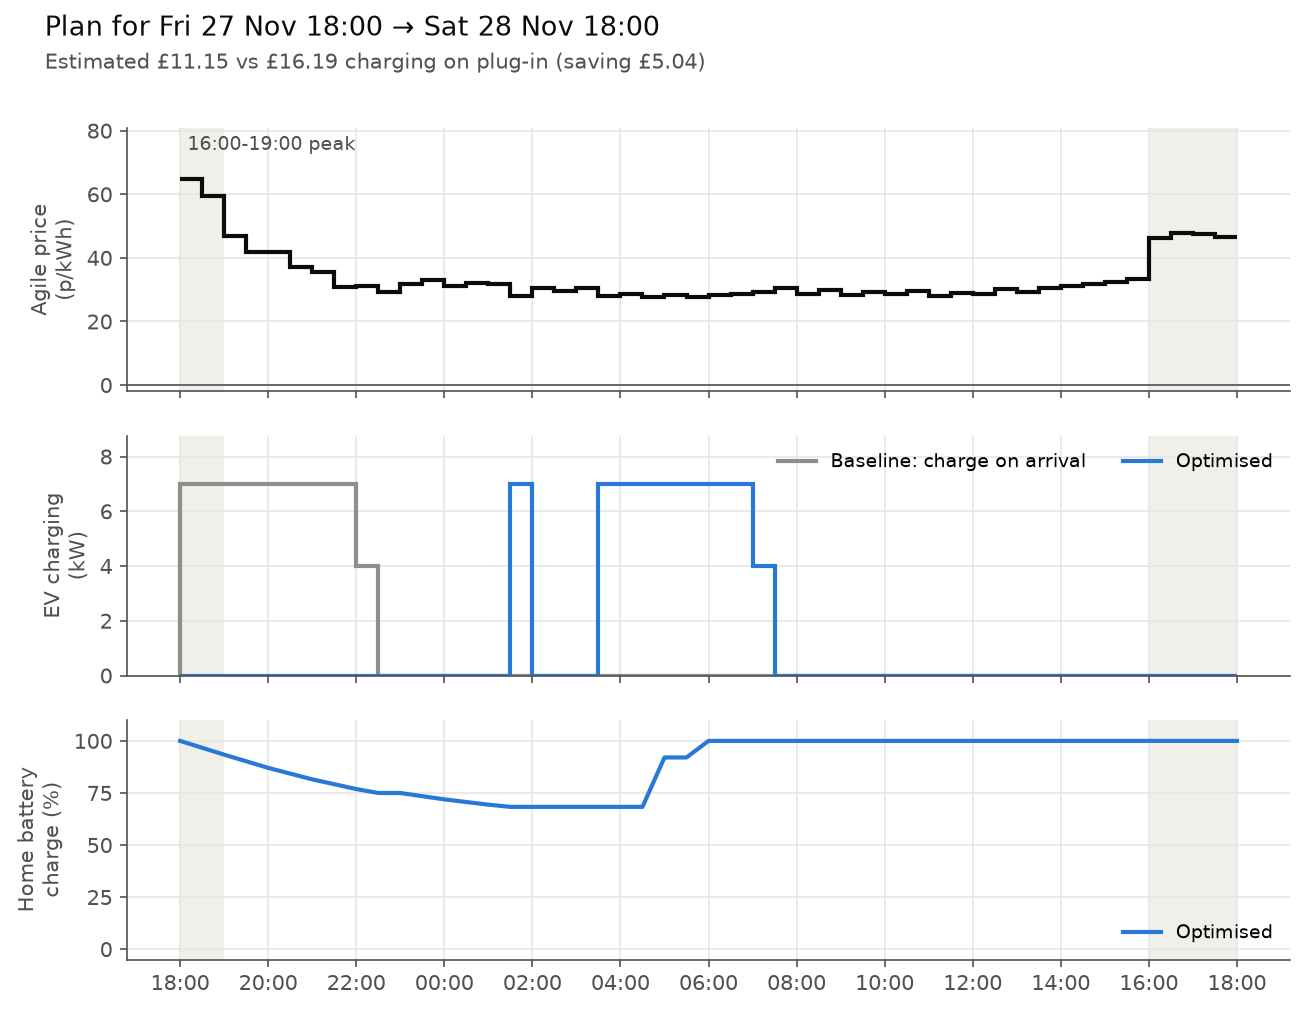 Plan for Fri 27 Nov 18:00 → Sat 28 Nov 18:00
Estimated £11.15 vs £16.19 charging on plug-in (saving £5.04)
Agile price
(p/kWh)
80
60
40
20
0
16:00-19:00 peak
EV charging
(kW)
8
6
4
2
0
Baseline: charge on arrival
Optimised
Home battery
charge (%)
100
75
50
25
0
Optimised
18:00 20:00 22:00 00:00 02:00 04:00 06:00 08:00 10:00 12:00 14:00 16:00 18:00